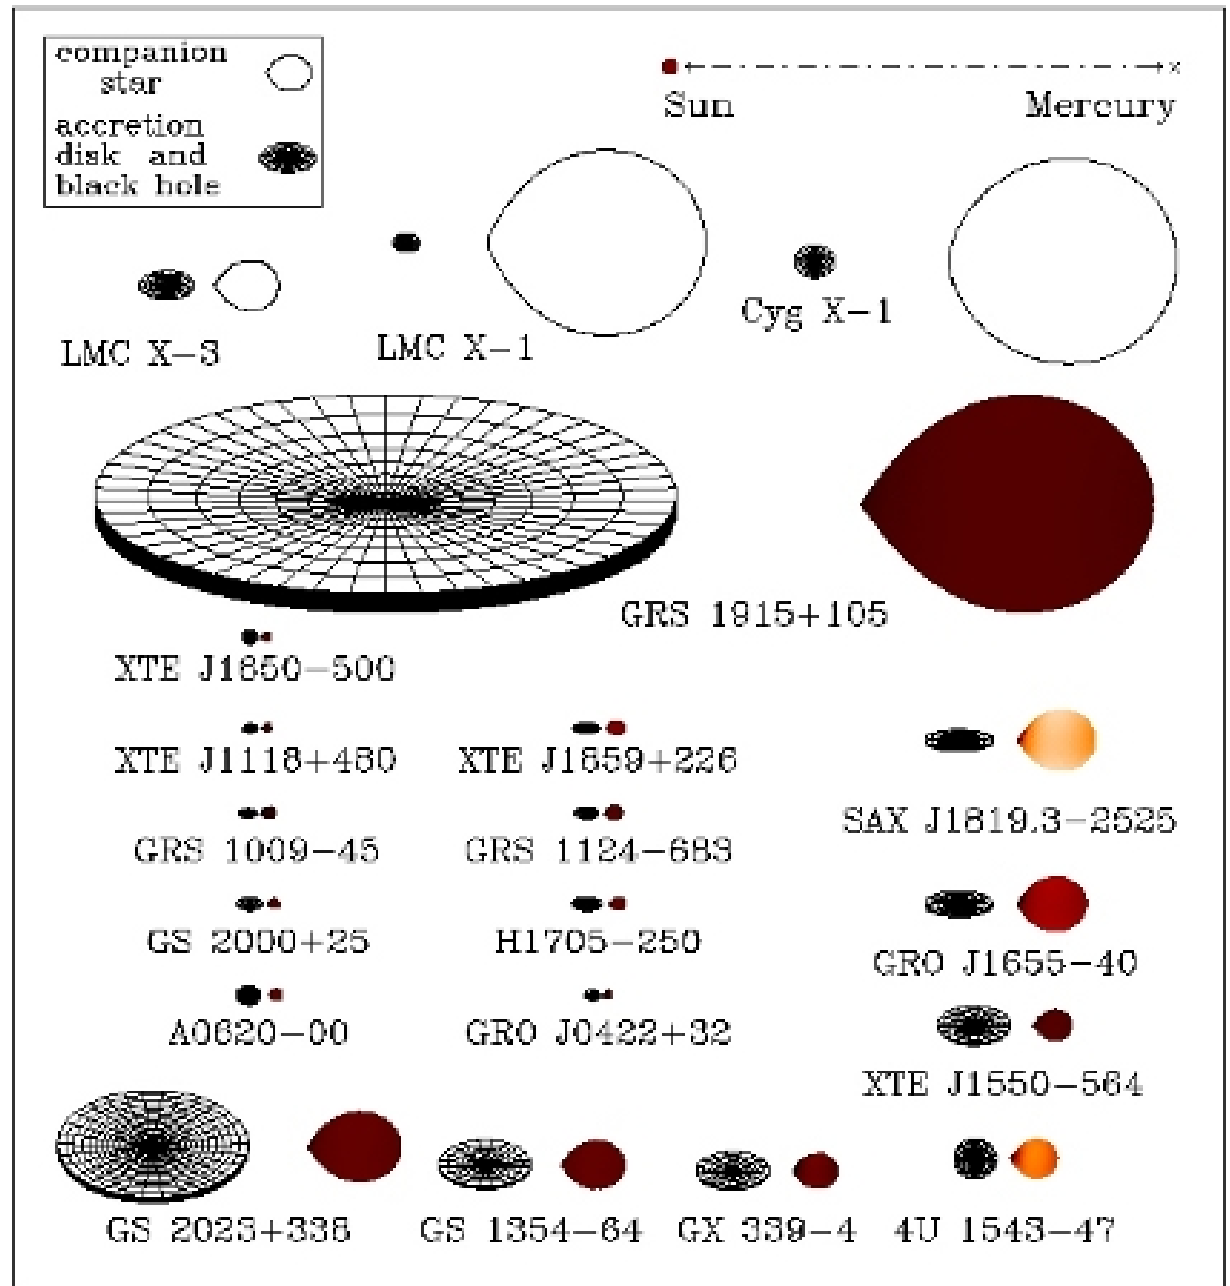 companion
star
accretion
disk and
black hole
Sun
Mercury
LMC X-3
LMC X-1
Cyg X-1
GRS 1915+105
XTE J1650-500
XTE J1118+480
XTE J1859+226
SAX J1819.3-2525
GRS 1009-45
GRS 1124-683
GS 2000+25
H1705-250
GRO J1655-40
A0620-00
GRO J0422+32
XTE J1550-564
GS 2023+338
GS 1354-64
GX 339-4
4U 1543-47